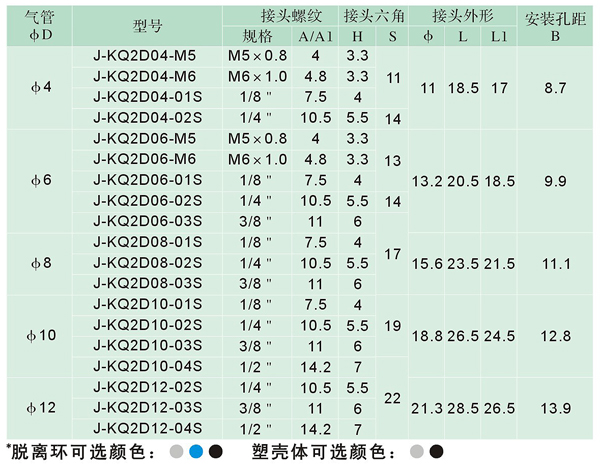 气管 型号 接头螺纹 接头六角 接头外形 安装孔距
φD 规格 A/A1 H S φ L L1 B
φ4 11 11 18.5 17 8.7
J-KQ2D04-M5 M5×0.8 4 3.3
J-KQ2D04-M6 M6×1.0 4.8 3.3
J-KQ2D04-01S 1/8" 7.5 4
J-KQ2D04-02S 1/4" 10.5 5.5 14
φ6 13 13.2 20.5 18.5 9.9
J-KQ2D06-M5 M5×0.8 4 3.3
J-KQ2D06-M6 M6×1.0 4.8 3.3
J-KQ2D06-01S 1/8" 7.5 4
J-KQ2D06-02S 1/4" 10.5 5.5 14
J-KQ2D06-03S 3/8" 11 6
φ8 17 15.6 23.5 21.5 11.1
J-KQ2D08-01S 1/8" 7.5 4
J-KQ2D08-02S 1/4" 10.5 5.5
J-KQ2D08-03S 3/8" 11 6
φ10 19 18.8 26.5 24.5 12.8
J-KQ2D10-01S 1/8" 7.5 4
J-KQ2D10-02S 1/4" 10.5 5.5
J-KQ2D10-03S 3/8" 11 6
J-KQ2D10-04S 1/2" 14.2 7
φ12 22 21.3 28.5 26.5 13.9
J-KQ2D12-02S 1/4" 10.5 5.5
J-KQ2D12-03S 3/8" 11 6
J-KQ2D12-04S 1/2" 14.2 7
*脱离环可选颜色： 塑壳体可选颜色：